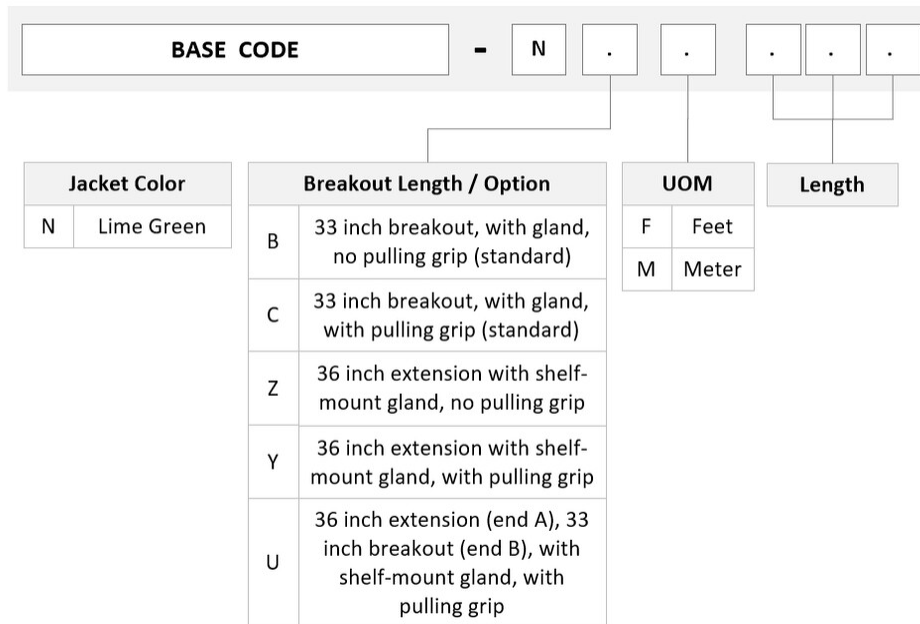 BASE CODE - N . . . . .
Jacket Color
N Lime Green
Breakout Length / Option
B 33 inch breakout, with gland,
no pulling grip (standard)
C 33 inch breakout, with gland,
with pulling grip (standard)
Z 36 inch extension with shelf-
mount gland, no pulling grip
Y 36 inch extension with shelf-
mount gland, with pulling grip
U 36 inch extension (end A), 33
inch breakout (end B), with
shelf-mount gland, with
pulling grip
UOM
F Feet
M Meter
Length